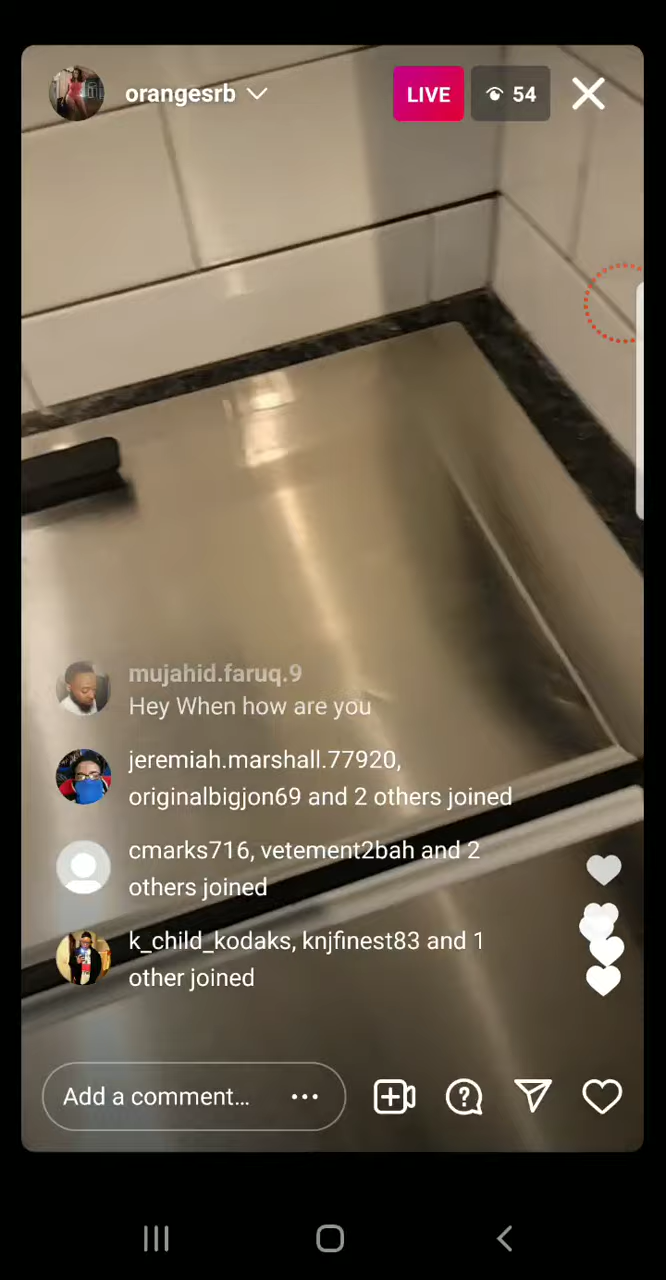 orangesrb
LIVE
54
mujahid.faruq.9
Hey When how are you
jeremiah.marshall.77920,
originalbigjon69 and 2 others joined
cmarks716, vetement2bah and 2
others joined
k_child_kodaks, knjfinest83 and 1
other joined
Add a comment...